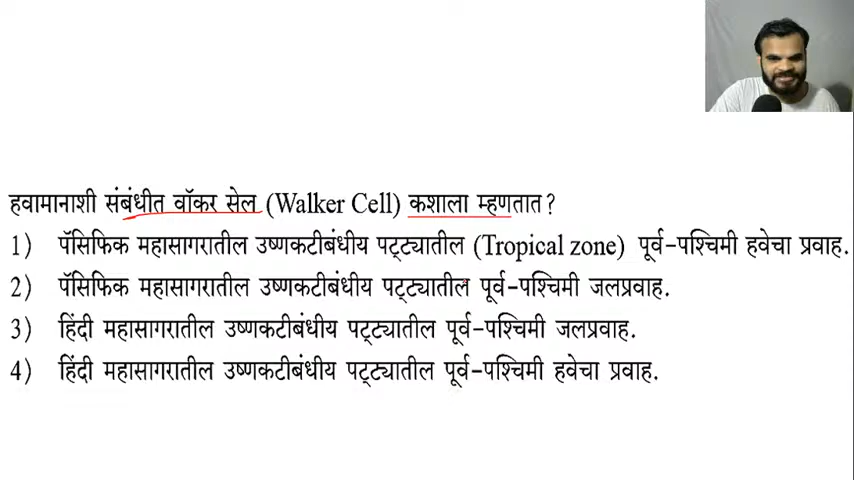 हवामानाशी संबंधीत वॉकर सेल (Walker Cell) कशाला म्हणतात?
1) पॅसिफिक महासागरातील उष्णकटीबंधीय पट्ट्यातील (Tropical zone) पूर्व-पश्चिमी हवेचा प्रवाह.
2) पॅसिफिक महासागरातील उष्णकटीबंधीय पट्ट्यातील पूर्व-पश्चिमी जलप्रवाह.
3) हिंदी महासागरातील उष्णकटीबंधीय पट्ट्यातील पूर्व-पश्चिमी जलप्रवाह.
4) हिंदी महासागरातील उष्णकटीबंधीय पट्ट्यातील पूर्व-पश्चिमी हवेचा प्रवाह.